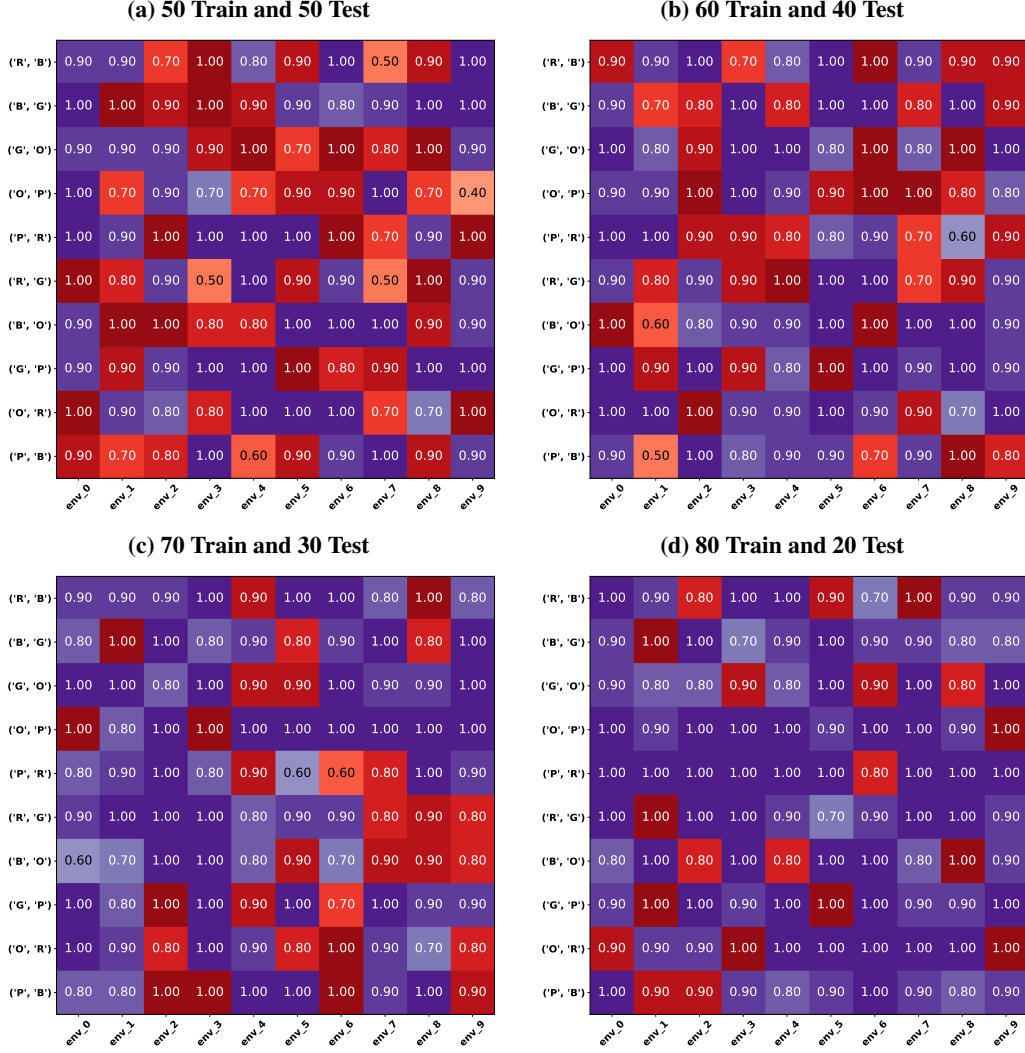 (a) 50 Train and 50 Test
('R', 'B') 0.90 0.90 0.70 1.00 0.80 0.90 1.00 0.50 0.90 1.00
('B', 'G') 1.00 1.00 0.90 1.00 0.90 0.90 0.80 0.90 1.00 1.00
('G', 'O') 0.90 0.90 0.90 0.90 1.00 0.70 1.00 0.80 1.00 0.90
('O', 'P') 1.00 0.70 0.90 0.70 0.70 0.90 0.90 1.00 0.70 0.40
('P', 'R') 1.00 0.90 1.00 1.00 1.00 1.00 1.00 0.70 0.90 1.00
('R', 'G') 1.00 0.80 0.90 0.50 1.00 0.90 0.90 0.50 1.00 0.90
('B', 'O') 0.90 1.00 1.00 0.80 0.80 1.00 1.00 1.00 0.90 0.90
('G', 'P') 0.90 0.90 0.90 1.00 1.00 1.00 0.80 0.90 1.00 1.00
('O', 'R') 1.00 0.90 0.80 0.80 1.00 1.00 1.00 0.70 0.70 1.00
('P', 'B') 0.90 0.70 0.80 1.00 0.60 0.90 0.90 1.00 0.90 0.90
env_0 env_1 env_2 env_3 env_4 env_5 env_6 env_7 env_8 env_9
(b) 60 Train and 40 Test
('R', 'B') 0.90 0.90 1.00 0.70 0.80 1.00 1.00 0.90 0.90 0.90
('B', 'G') 0.90 0.70 0.80 1.00 0.80 1.00 1.00 0.80 1.00 0.90
('G', 'O') 1.00 0.80 0.90 1.00 1.00 0.80 1.00 0.80 1.00 1.00
('O', 'P') 0.90 0.90 1.00 1.00 1.00 0.90 1.00 1.00 0.80 0.80
('P', 'R') 1.00 1.00 0.90 0.90 0.80 0.80 0.90 0.70 0.60 0.90
('R', 'G') 0.90 0.80 0.90 0.90 1.00 1.00 1.00 0.70 0.90 0.90
('B', 'O') 1.00 0.60 0.80 0.90 0.90 1.00 1.00 1.00 1.00 0.90
('G', 'P') 1.00 0.90 1.00 0.90 0.80 1.00 1.00 0.90 1.00 0.90
('O', 'R') 1.00 1.00 1.00 0.90 0.90 1.00 0.90 0.90 0.70 1.00
('P', 'B') 0.90 0.50 1.00 0.80 0.90 0.90 0.70 0.90 1.00 0.80
env_0 env_1 env_2 env_3 env_4 env_5 env_6 env_7 env_8 env_9
(c) 70 Train and 30 Test
('R', 'B') 0.90 0.90 0.90 1.00 0.90 1.00 1.00 0.80 1.00 0.80
('B', 'G') 0.80 1.00 1.00 0.80 0.90 0.80 0.90 1.00 0.80 1.00
('G', 'O') 1.00 1.00 0.80 1.00 0.90 0.90 1.00 0.90 0.90 1.00
('O', 'P') 1.00 0.80 1.00 1.00 1.00 1.00 1.00 1.00 1.00 1.00
('P', 'R') 0.80 0.90 1.00 0.80 0.90 0.60 0.60 0.80 1.00 0.90
('R', 'G') 0.90 1.00 1.00 1.00 0.80 0.90 0.90 0.80 0.90 0.80
('B', 'O') 0.60 0.70 1.00 1.00 0.80 0.90 0.70 0.90 0.90 0.80
('G', 'P') 1.00 0.80 1.00 1.00 0.90 1.00 0.70 1.00 0.90 0.90
('O', 'R') 1.00 0.90 0.80 1.00 0.90 0.80 1.00 0.90 0.70 0.80
('P', 'B') 0.80 0.80 1.00 1.00 1.00 1.00 1.00 0.90 1.00 0.90
env_0 env_1 env_2 env_3 env_4 env_5 env_6 env_7 env_8 env_9
(d) 80 Train and 20 Test
('R', 'B') 1.00 0.90 0.80 1.00 1.00 0.90 0.70 1.00 0.90 0.90
('B', 'G') 0.90 1.00 1.00 0.70 0.90 1.00 0.90 0.90 0.80 0.80
('G', 'O') 0.90 0.80 0.80 0.90 0.80 1.00 0.90 1.00 0.80 1.00
('O', 'P') 1.00 0.90 1.00 1.00 1.00 0.90 1.00 1.00 0.90 1.00
('P', 'R') 1.00 1.00 1.00 1.00 1.00 1.00 0.80 1.00 1.00 1.00
('R', 'G') 1.00 1.00 1.00 1.00 0.90 0.70 0.90 1.00 1.00 0.90
('B', 'O') 0.80 1.00 0.80 1.00 0.80 1.00 1.00 0.80 1.00 0.90
('G', 'P') 0.90 1.00 1.00 0.90 1.00 1.00 1.00 0.90 0.90 1.00
('O', 'R') 0.90 0.90 0.90 1.00 1.00 1.00 1.00 1.00 1.00 1.00
('P', 'B') 1.00 0.90 0.90 0.90 0.80 0.90 1.00 0.90 0.80 0.90
env_0 env_1 env_2 env_3 env_4 env_5 env_6 env_7 env_8 env_9